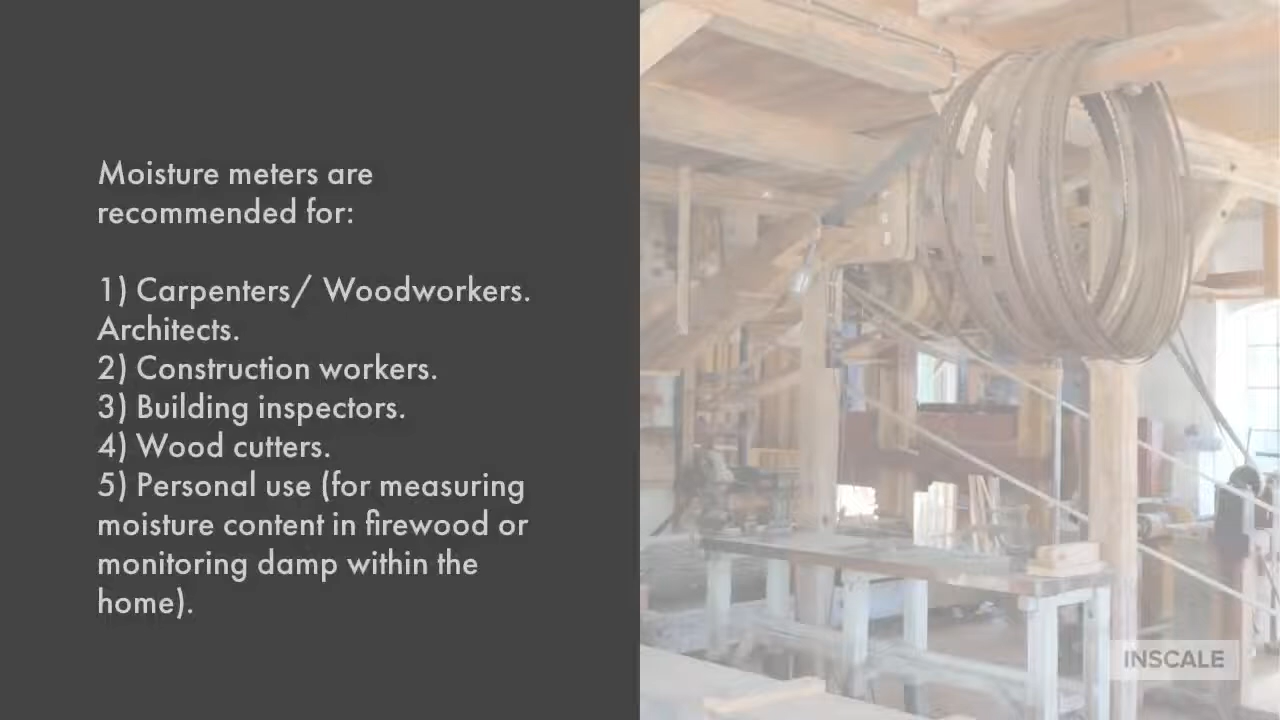 Moisture meters are
recommended for:
1) Carpenters/ Woodworkers.
Architects.
2) Construction workers.
3) Building inspectors.
4) Wood cutters.
5) Personal use (for measuring
moisture content in firewood or
monitoring damp within the
home).
INSCALE